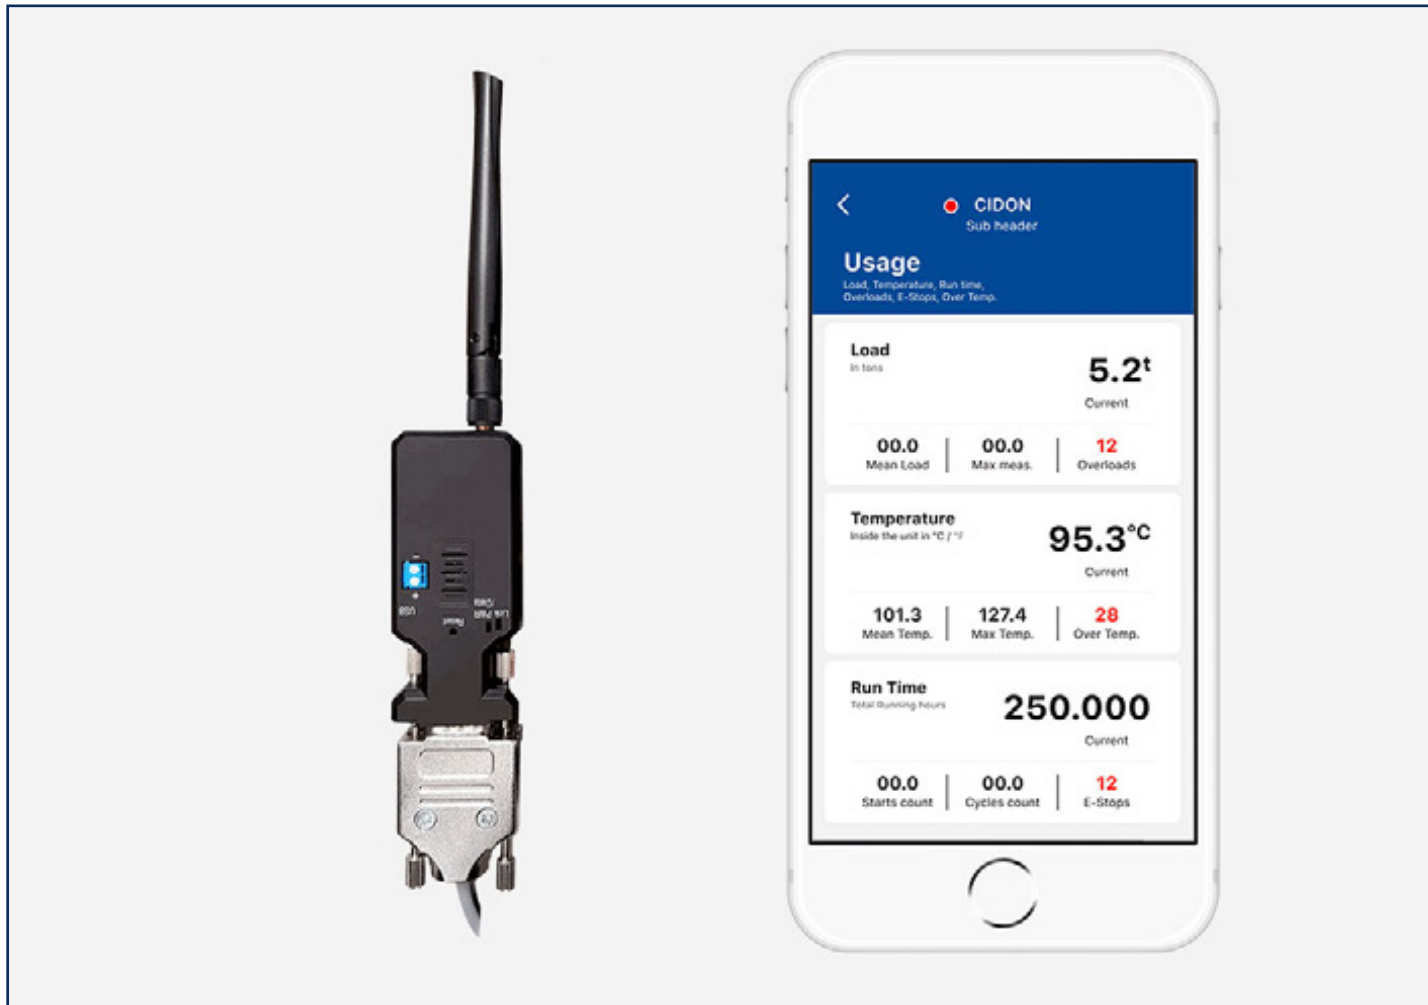 USB
Reset
Link PWR
/Data
CIDON
Sub header
Usage
Load, Temperature, Run time,
Overloads, E-Stops, Over Temp.
Load
In tons
5.2t
Current
00.0
00.0
12
Mean Load
Max meas.
Overloads
Temperature
Inside the unit in °C / °F
95.3°C
Current
101.3
127.4
28
Mean Temp.
Max Temp.
Over Temp.
Run Time
Total Running hours
250.000
Current
00.0
00.0
12
Starts count
Cycles count
E-Stops